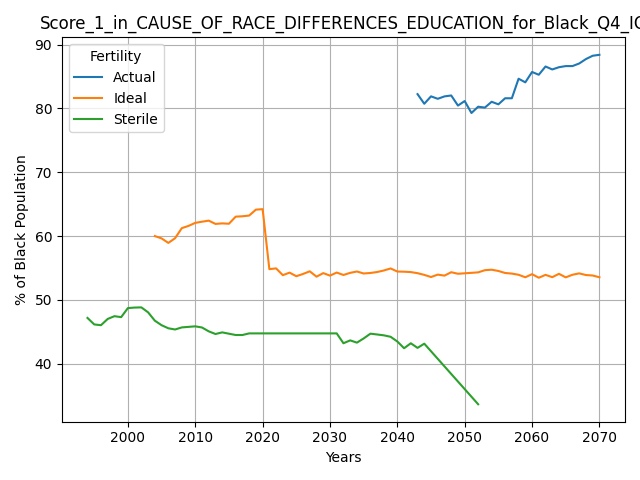 Score_1_in_CAUSE_OF_RACE_DIFFERENCES_EDUCATION_for_Black_Q4_IC
Fertility
Actual
Ideal
Sterile
% of Black Population
90
80
70
60
50
40
2000 2010 2020 2030 2040 2050 2060 2070
Years